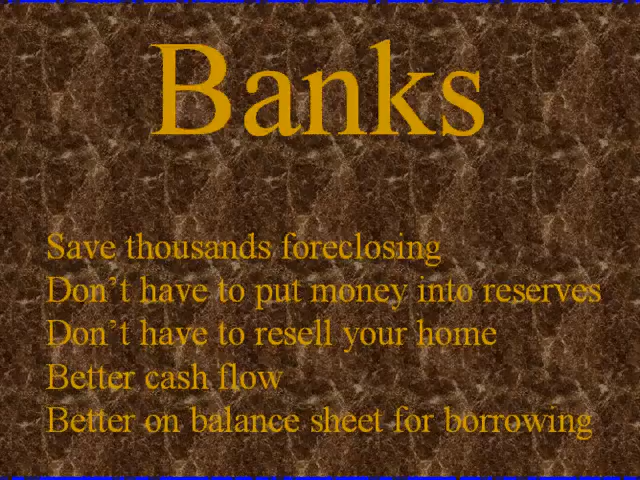 Banks
Save thousands foreclosing
Don’t have to put money into reserves
Don’t have to resell your home
Better cash flow
Better on balance sheet for borrowing